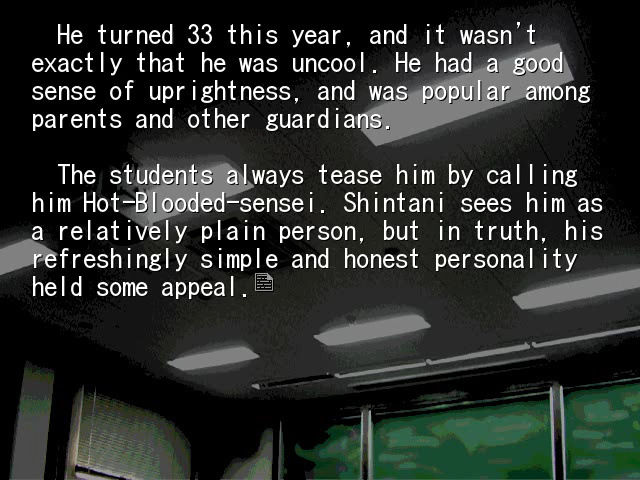 He turned 33 this year, and it wasn't
exactly that he was uncool. He had a good
sense of uprightness, and was popular among
parents and other guardians.
The students always tease him by calling
him Hot-Blooded-sensei. Shintani sees him as
a relatively plain person, but in truth, his
refreshingly simple and honest personality
held some appeal.